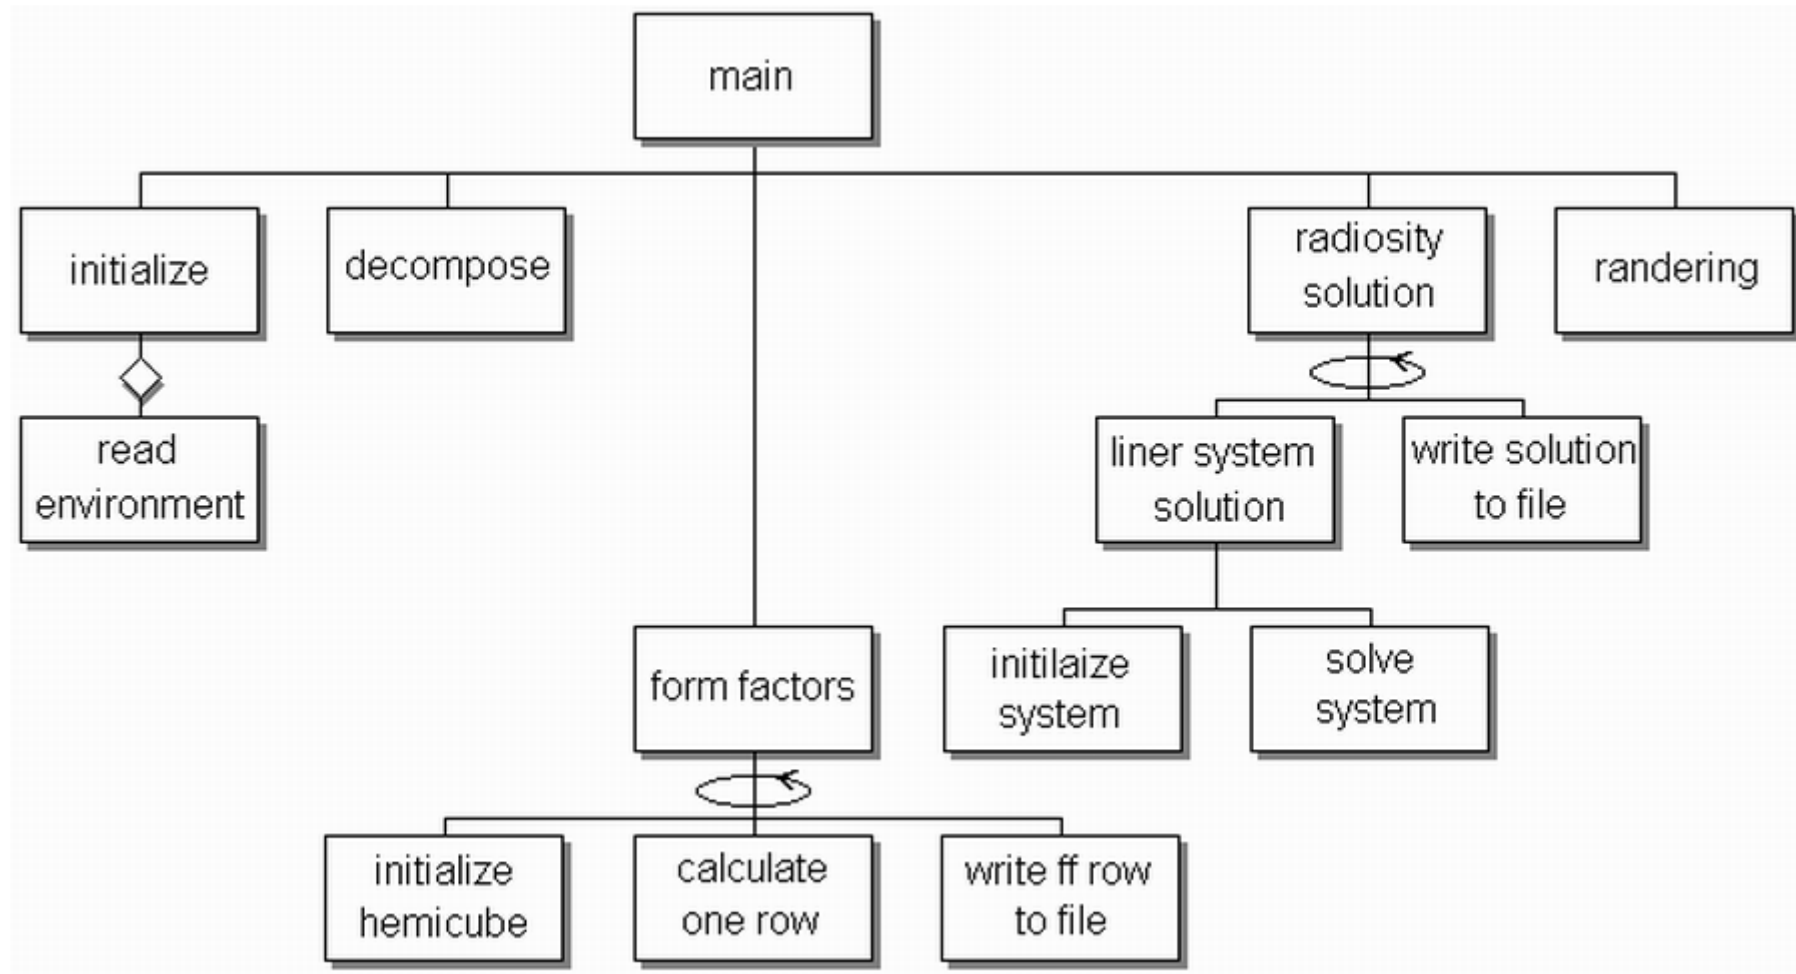 main
initialize
decompose
radiosity
solution
randering
read
environment
liner system
solution
write solution
to file
form factors
initilaize
system
solve
system
initialize
hemicube
calculate
one row
write ff row
to file